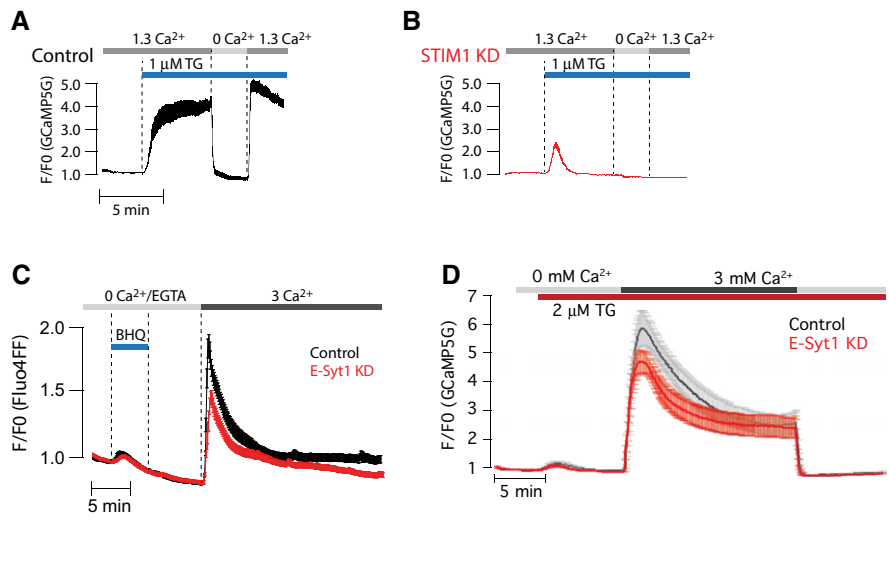 A
1.3 Ca²⁺ 0 Ca²⁺ 1.3 Ca²⁺
Control
1 μM TG
F/F0 (GCaMP5G)
5.0
4.0
3.0
2.0
1.0
5 min
B
1.3 Ca²⁺ 0 Ca²⁺ 1.3 Ca²⁺
STIM1 KD
1 μM TG
F/F0 (GCaMP5G)
5.0
4.0
3.0
2.0
1.0
C
0 Ca²⁺/EGTA 3 Ca²⁺
BHQ
Control
E-Syt1 KD
F/F0 (Fluo4FF)
2.0
1.5
1.0
5 min
D
0 mM Ca²⁺ 3 mM Ca²⁺
2 μM TG
Control
E-Syt1 KD
F/F0 (GCaMP5G)
7
6
5
4
3
2
1
5 min